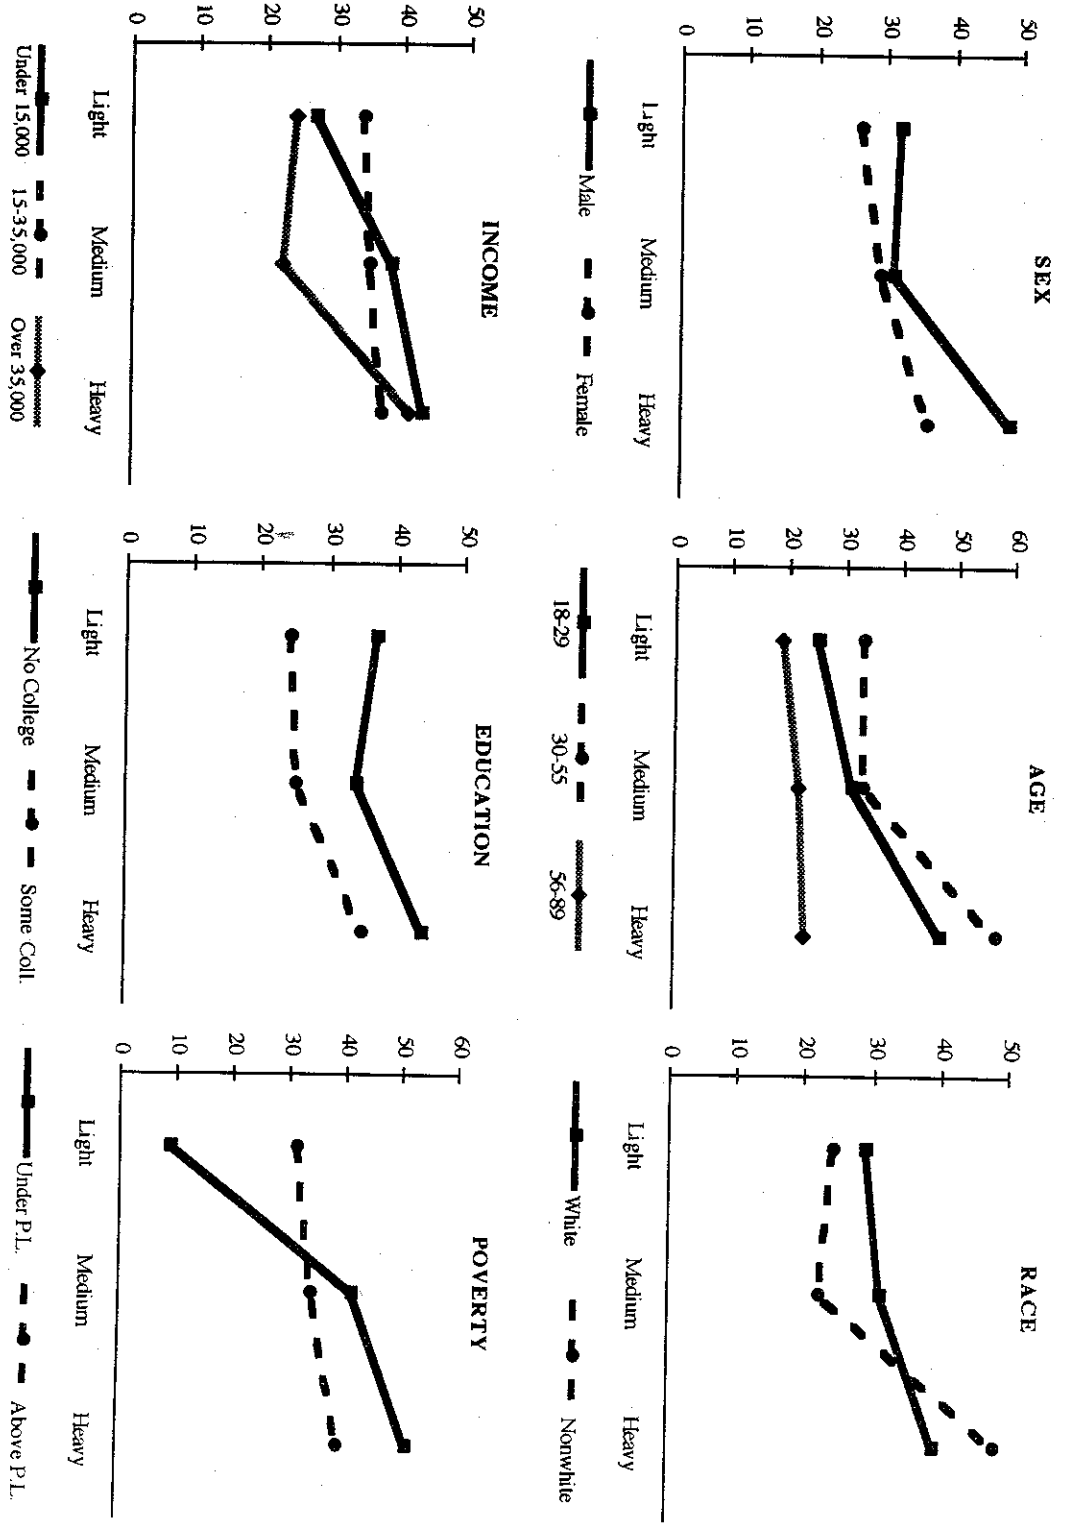 SEX
50
40
30
20
10
0
Light Medium Heavy
Male Female
AGE
60
50
40
30
20
10
0
Light Medium Heavy
18-29 30-55 56-89
RACE
50
40
30
20
10
0
Light Medium Heavy
White Nonwhite
INCOME
50
40
30
20
10
0
Light Medium Heavy
Under 15,000 15-35,000 Over 35,000
EDUCATION
50
40
30
20
10
0
Light Medium Heavy
No College Some Coll.
POVERTY
60
50
40
30
20
10
0
Light Medium Heavy
Under P.L. Above P.L.